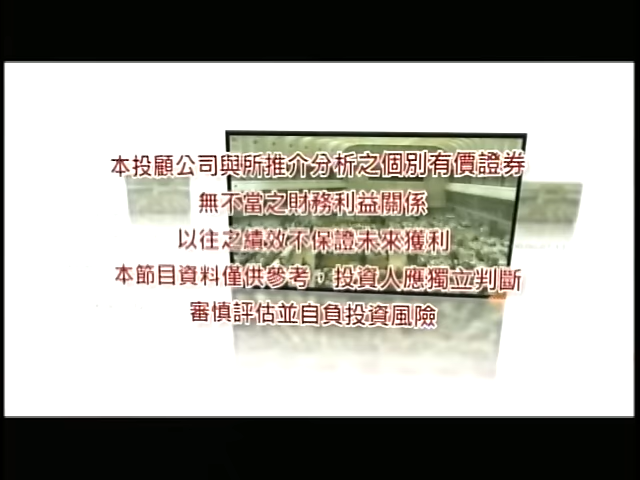 本投顧公司與所推介分析之個別有價證券
無不當之財務利益關係
以往之績效不保證未來獲利
本節目資料僅供參考，投資人應獨立判斷
審慎評估並自負投資風險